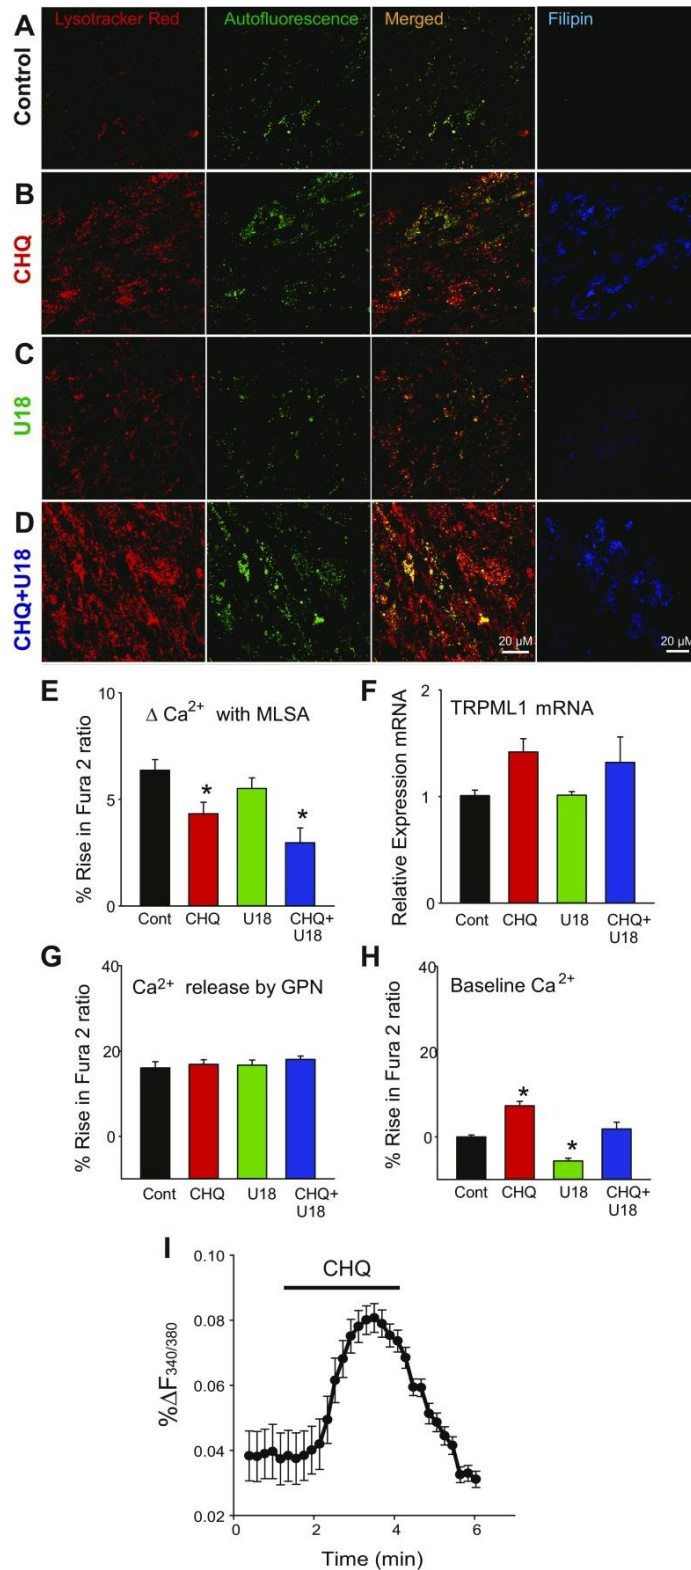 A Lysotracker Red Autofluorescence Merged Filipin
Control
B
CHQ
C
U18
D
CHQ+U18
20 µM 20 µM
E F
Δ Ca2+ with MLSA
% Rise in Fura 2 ratio
10
5
0
* *
Cont CHQ U18 CHQ+
U18
TRPML1 mRNA
Relative Expression mRNA
2
1
0
Cont CHQ U18 CHQ+
U18
G H
Ca2+ release by GPN
% Rise in Fura 2 ratio
40
20
0
Cont CHQ U18 CHQ+
U18
Baseline Ca2+
% Rise in Fura 2 ratio
40
20
0
* *
Cont CHQ U18 CHQ+
U18
I
CHQ
%ΔF340/380
0.10
0.08
0.06
0.04
0.02
0 2 4 6
Time (min)